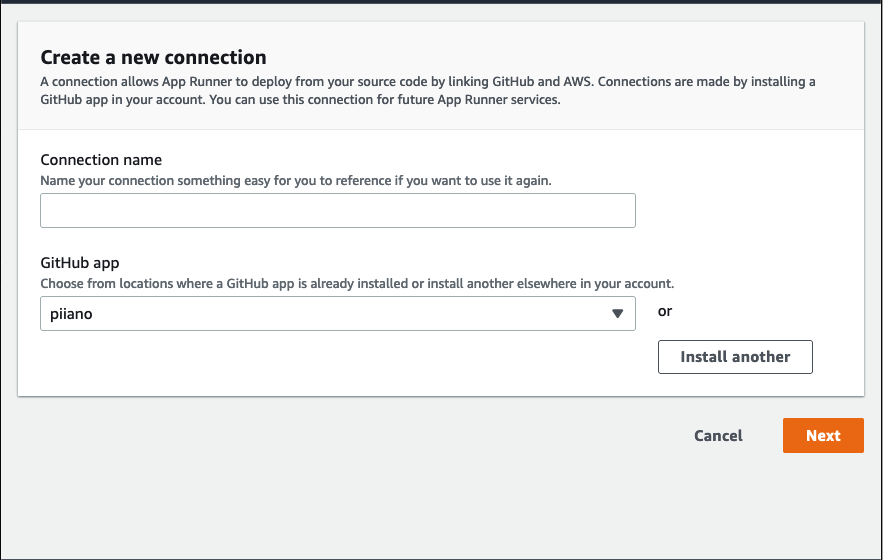 Create a new connection
A connection allows App Runner to deploy from your source code by linking GitHub and AWS. Connections are made by installing a
GitHub app in your account. You can use this connection for future App Runner services.
Connection name
Name your connection something easy for you to reference if you want to use it again.
GitHub app
Choose from locations where a GitHub app is already installed or install another elsewhere in your account.
piiano
or
Install another
Cancel
Next